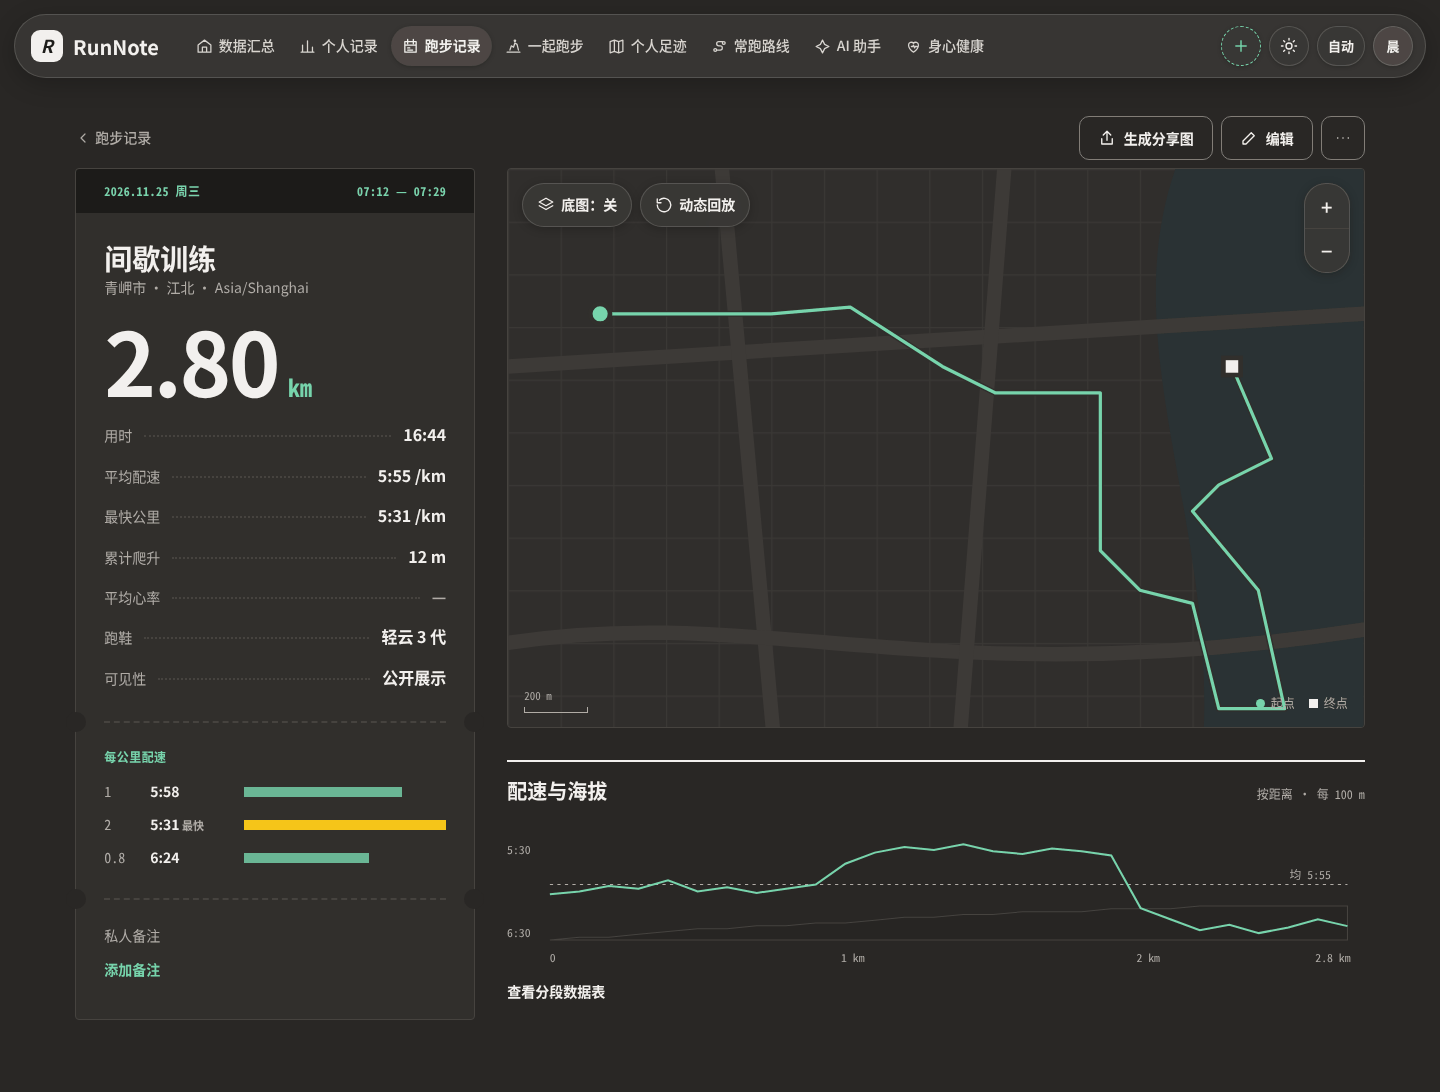 R RunNote 数据汇总 个人记录 跑步记录 一起跑步 个人足迹 常跑路线 AI 助手 身心健康 自动 晨
跑步记录
生成分享图 编辑 ···
2026.11.25 周三 07:12 — 07:29
间歇训练
青岬市 · 江北 · Asia/Shanghai
2.80 km
用时 16:44
平均配速 5:55 /km
最快公里 5:31 /km
累计爬升 12 m
平均心率 —
跑鞋 轻云 3 代
可见性 公开展示
每公里配速
1 5:58
2 5:31 最快
0.8 6:24
私人备注
添加备注
底图：关 动态回放
+
−
200 m
起点 终点
配速与海拔 按距离 · 每 100 m
5:30
均 5:55
6:30
0 1 km 2 km 2.8 km
查看分段数据表